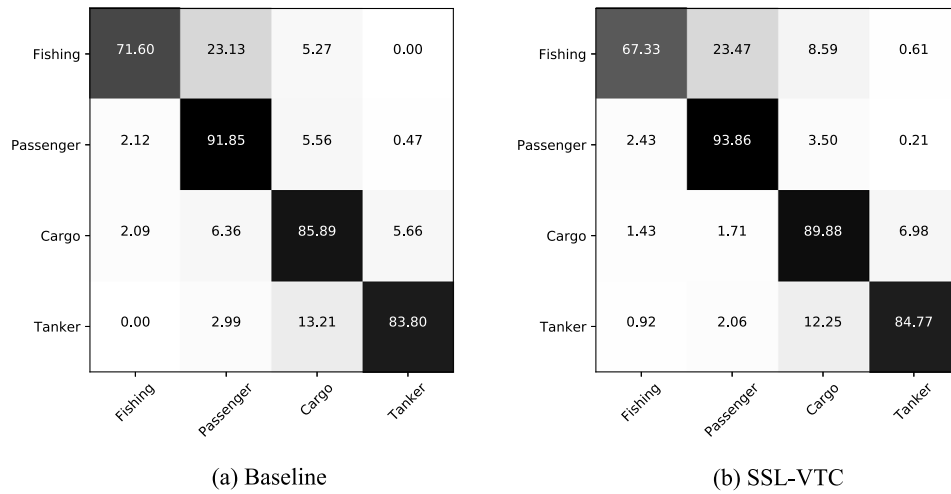 Fishing 71.60 23.13 5.27 0.00
Passenger 2.12 91.85 5.56 0.47
Cargo 2.09 6.36 85.89 5.66
Tanker 0.00 2.99 13.21 83.80
Fishing Passenger Cargo Tanker
(a) Baseline
Fishing 67.33 23.47 8.59 0.61
Passenger 2.43 93.86 3.50 0.21
Cargo 1.43 1.71 89.88 6.98
Tanker 0.92 2.06 12.25 84.77
Fishing Passenger Cargo Tanker
(b) SSL-VTC